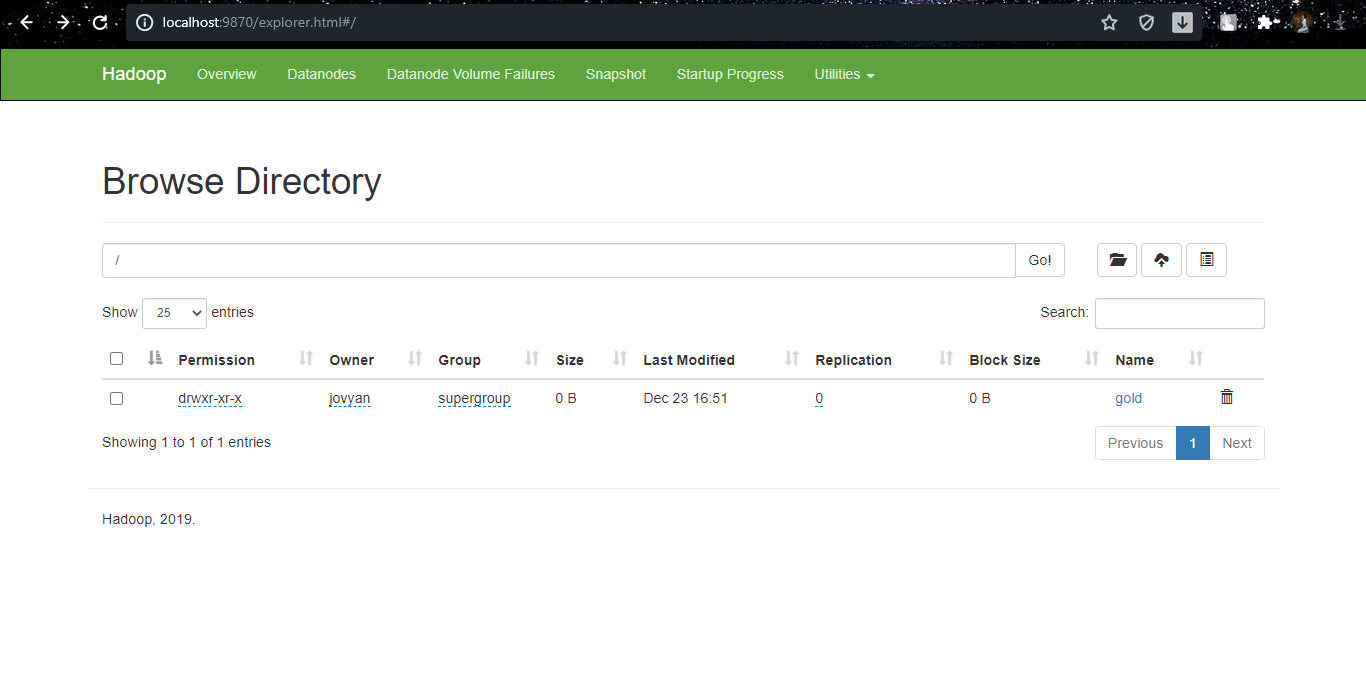 localhost:9870/explorer.html#/
Hadoop Overview Datanodes Datanode Volume Failures Snapshot Startup Progress Utilities
Browse Directory
/ Go!
Show 25 entries Search:
Permission Owner Group Size Last Modified Replication Block Size Name
drwxr-xr-x jovyan supergroup 0 B Dec 23 16:51 0 0 B gold
Showing 1 to 1 of 1 entries Previous 1 Next
Hadoop, 2019.